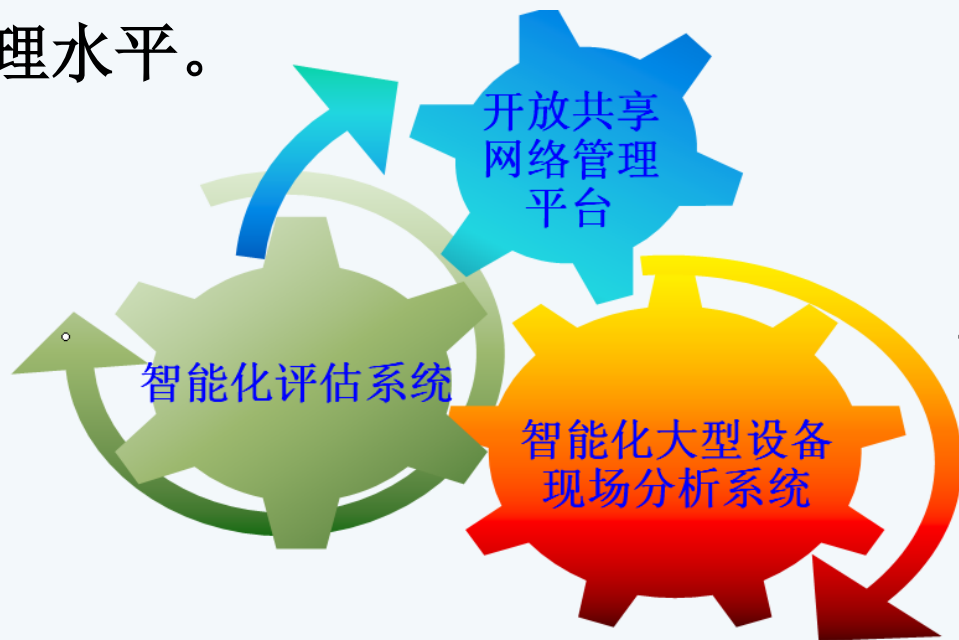 理水平。
开放共享
网络管理
平台
智能化评估系统
智能化大型设备
现场分析系统